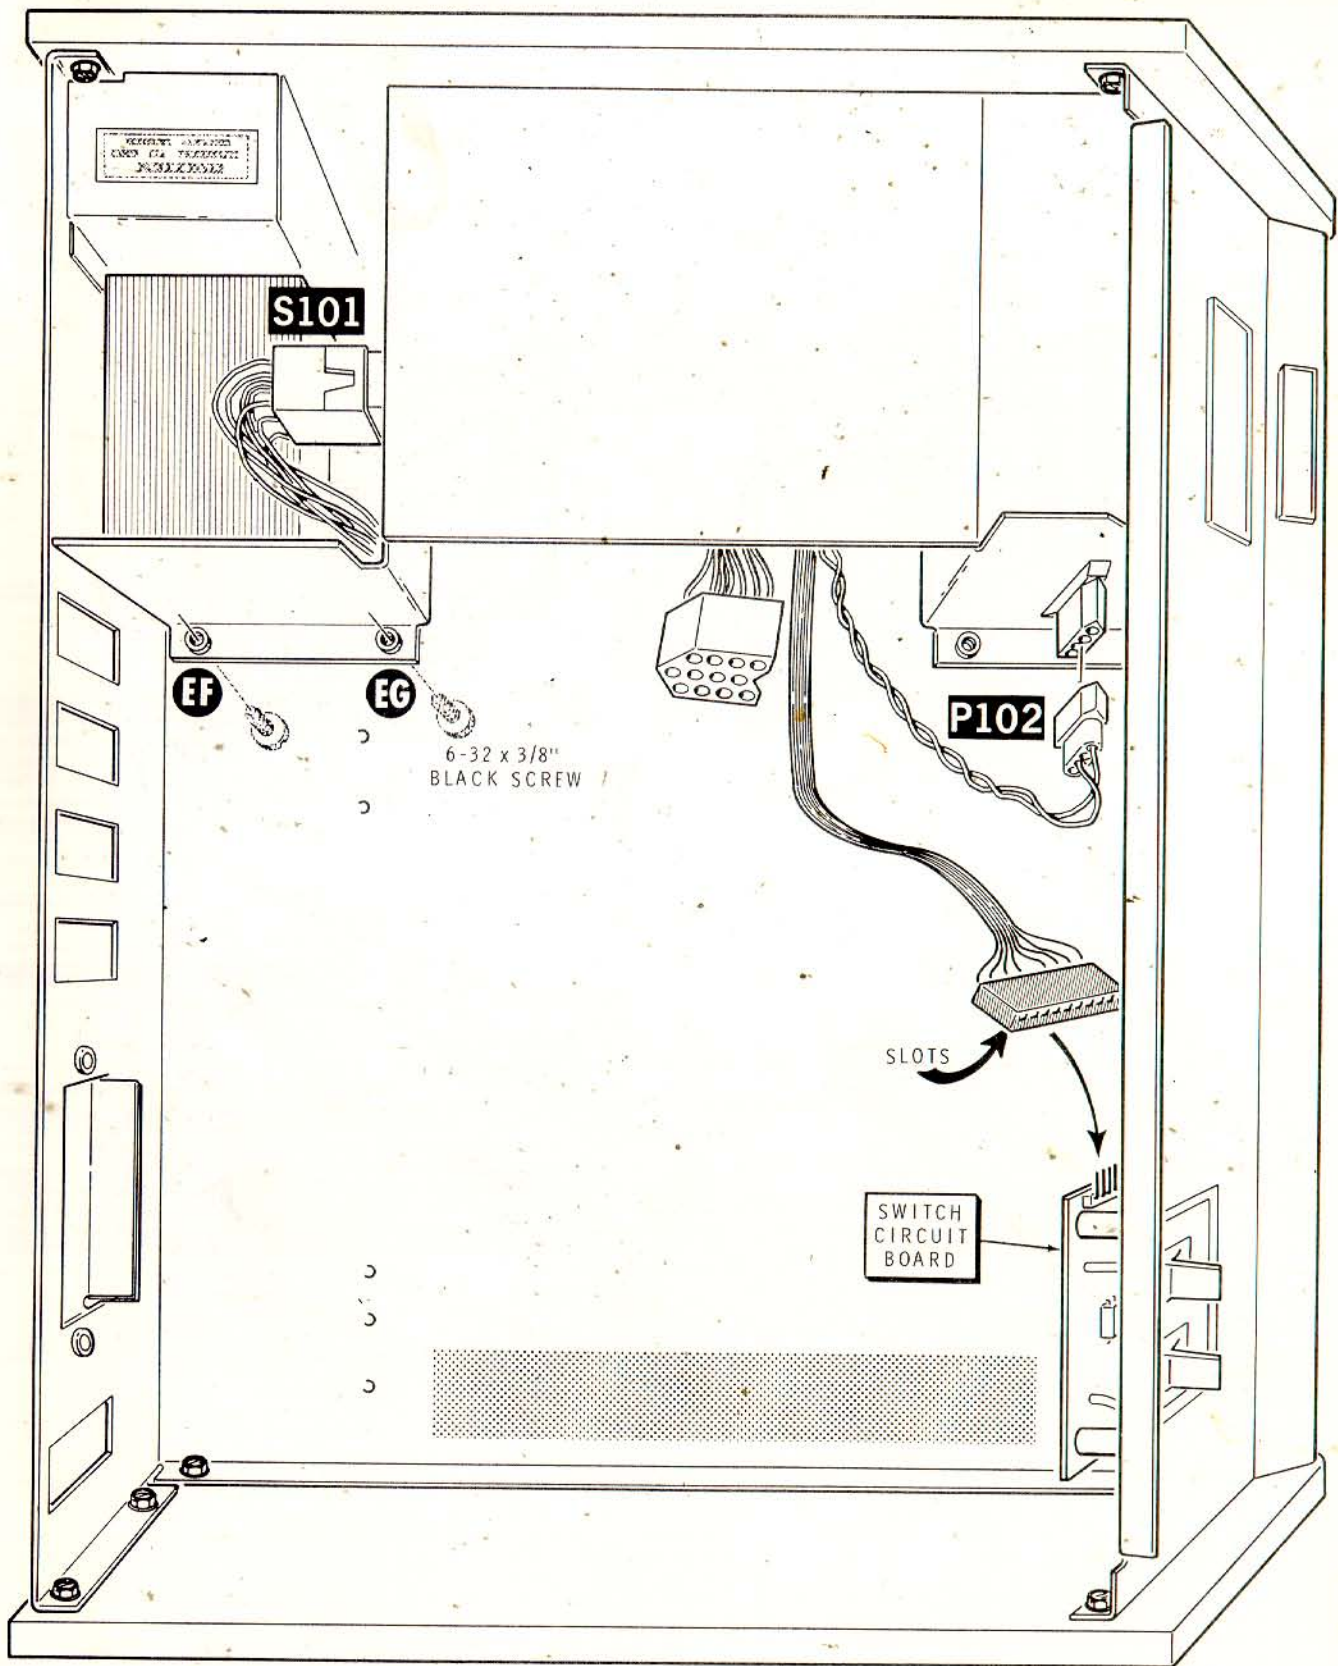 S101
EF
EG
6-32 x 3/8"
BLACK SCREW
P102
SLOTS
SWITCH
CIRCUIT
BOARD